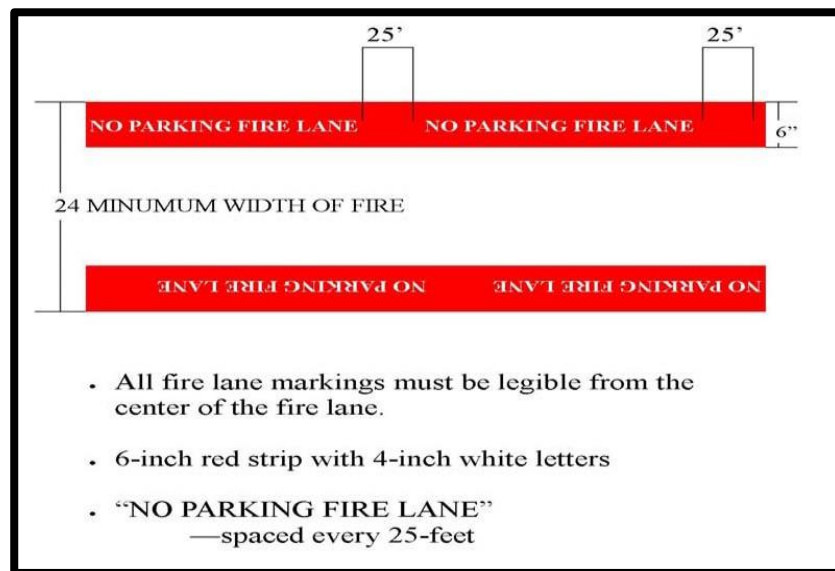 25’ 25’
NO PARKING FIRE LANE NO PARKING FIRE LANE
6”
24 MINUMUM WIDTH OF FIRE
NO PARKING FIRE LANE NO PARKING FIRE LANE
. All fire lane markings must be legible from the
center of the fire lane.
. 6-inch red strip with 4-inch white letters
. “NO PARKING FIRE LANE”
—spaced every 25-feet